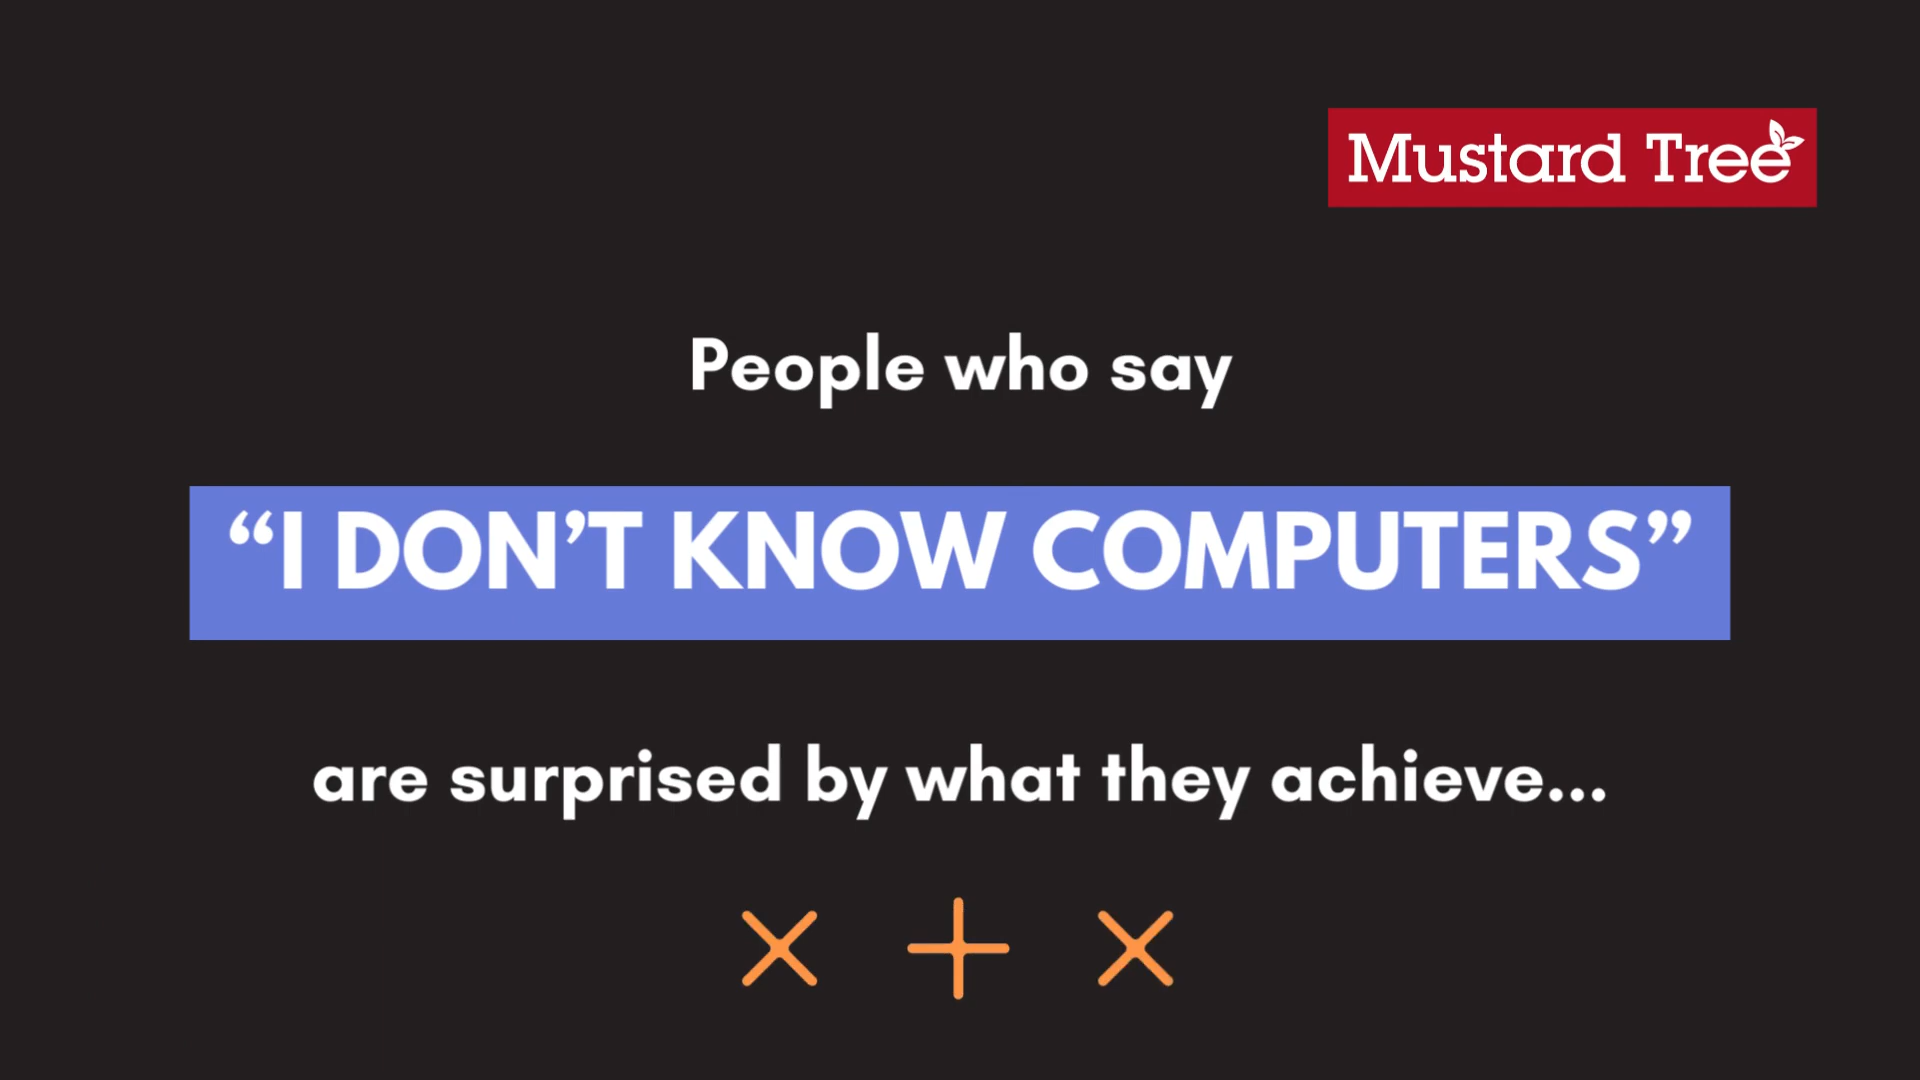 Mustard Tree
People who say
“I DON’T KNOW COMPUTERS”
are surprised by what they achieve...